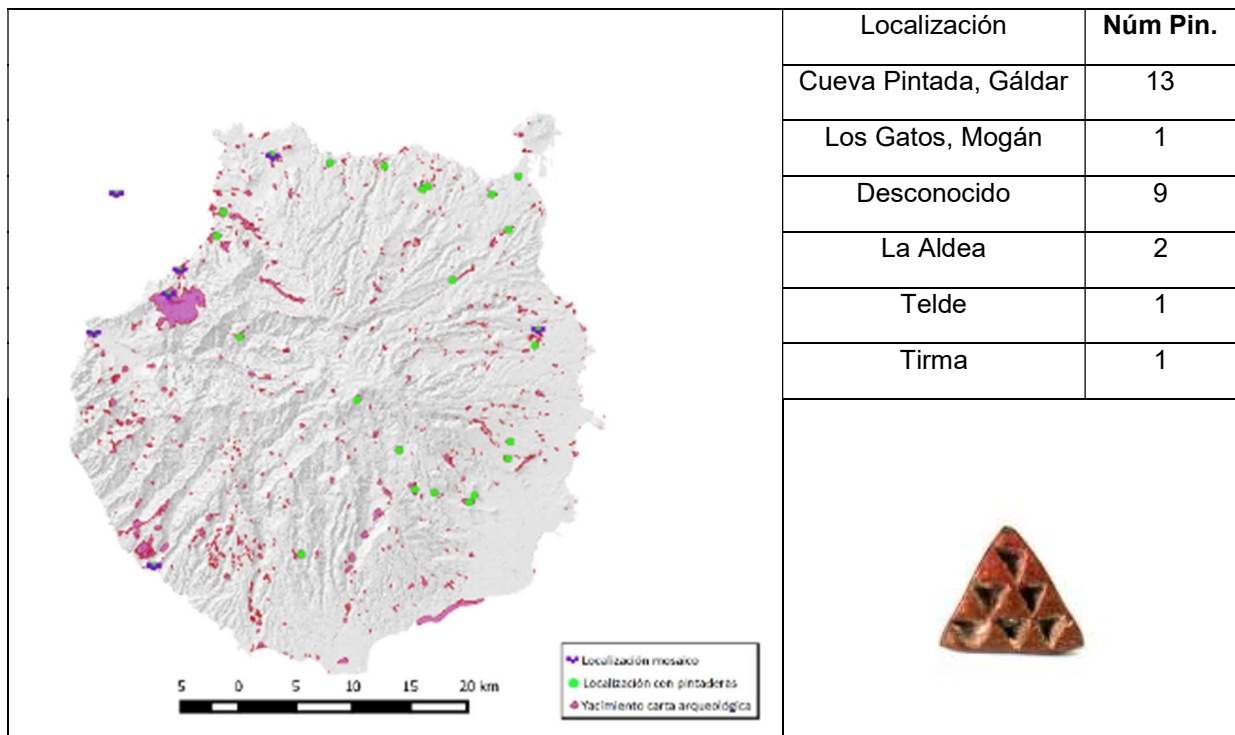 Localización Núm Pin.
Cueva Pintada, Gáldar 13
Los Gatos, Mogán 1
Desconocido 9
La Aldea 2
Telde 1
Tirma 1
Localización mosaico
Localización con pintaderas
Yacimiento carta arqueológica
5 0 5 10 15 20 km